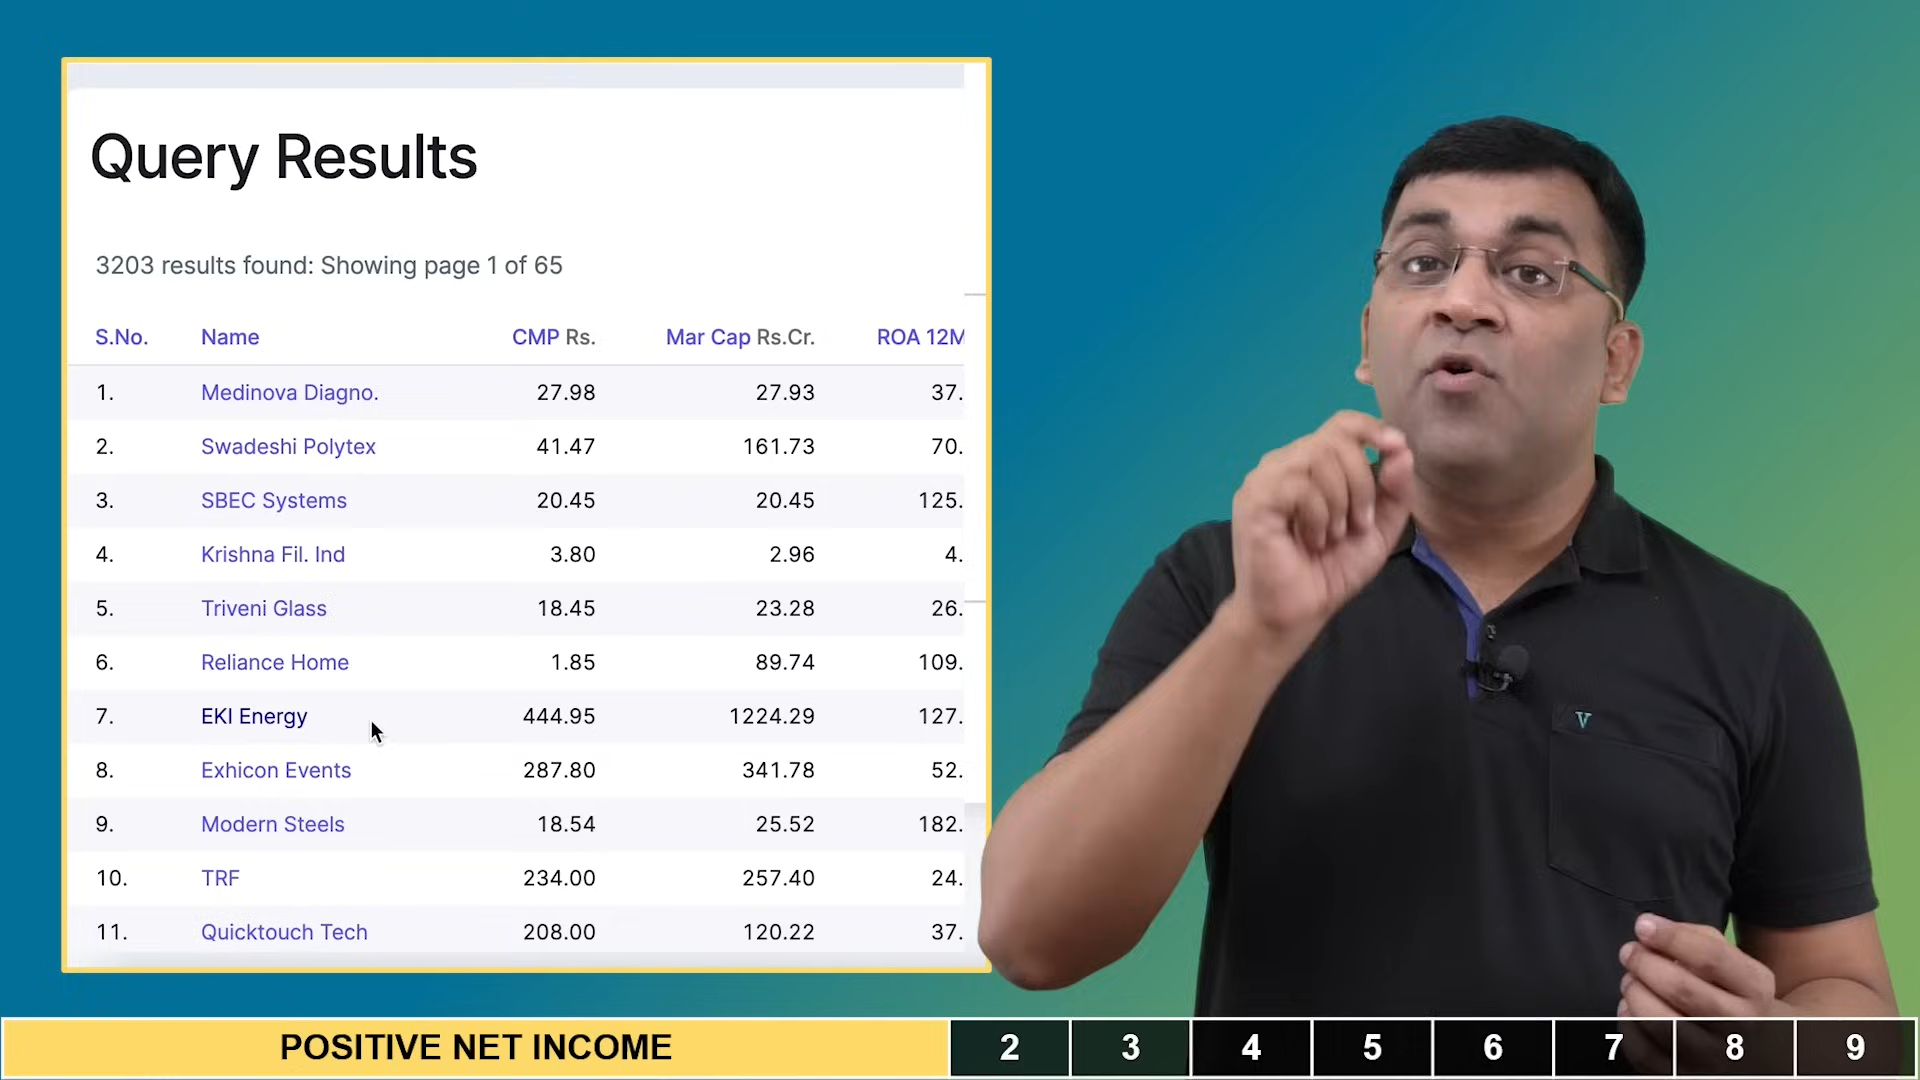 Query Results
3203 results found: Showing page 1 of 65
S.No. Name CMP Rs. Mar Cap Rs.Cr. ROA 12M
1. Medinova Diagno. 27.98 27.93 37.
2. Swadeshi Polytex 41.47 161.73 70.
3. SBEC Systems 20.45 20.45 125.
4. Krishna Fil. Ind 3.80 2.96 4.
5. Triveni Glass 18.45 23.28 26.
6. Reliance Home 1.85 89.74 109.
7. EKI Energy 444.95 1224.29 127.
8. Exhicon Events 287.80 341.78 52.
9. Modern Steels 18.54 25.52 182.
10. TRF 234.00 257.40 24.
11. Quicktouch Tech 208.00 120.22 37.
V
POSITIVE NET INCOME 2 3 4 5 6 7 8 9